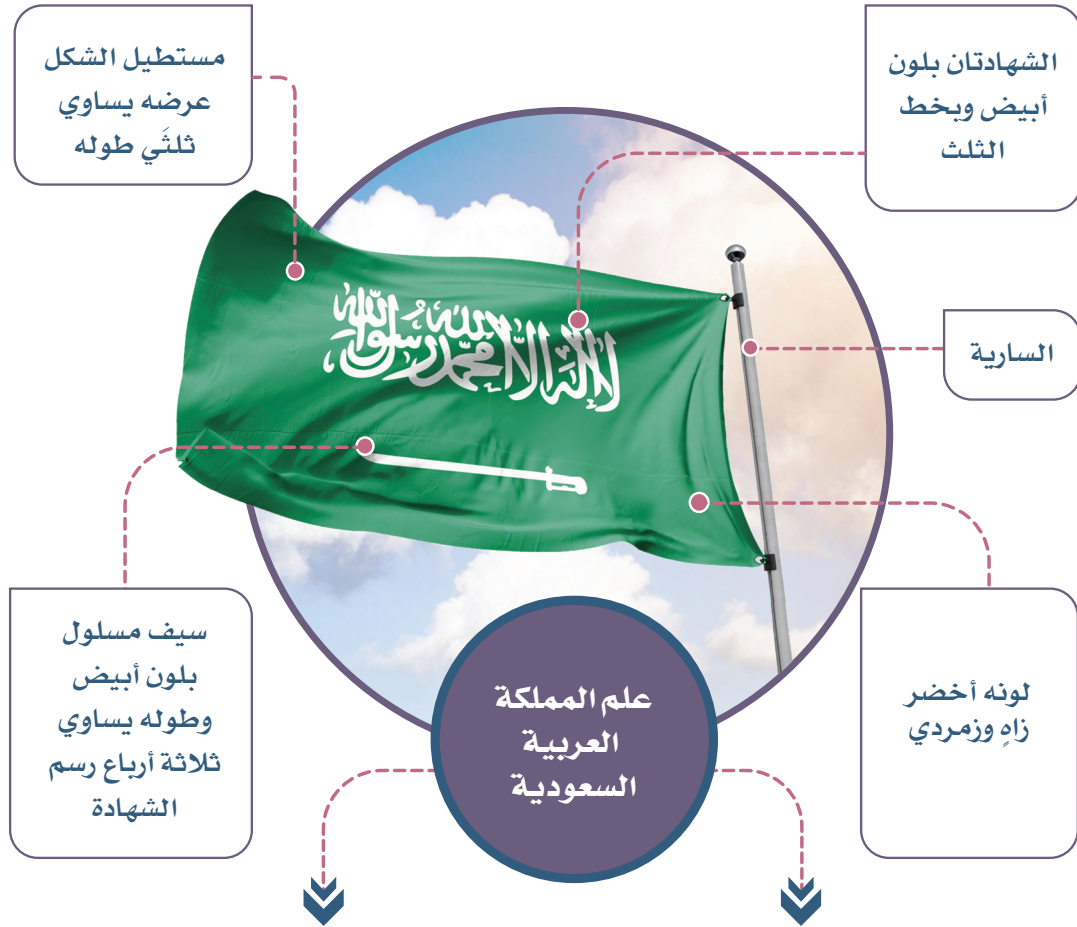 الشهادتان بلون
أبيض وبخط
الثلث
مستطيل الشكل
عرضه يساوي
ثلثَي طوله
لا إله إلا الله محمد رسول الله
السارية
لونه أخضر
زاهٍ وزمردي
سيف مسلول
بلون أبيض
وطوله يساوي
ثلاثة أرباع رسم
الشهادة
علم المملكة
العربية
السعودية